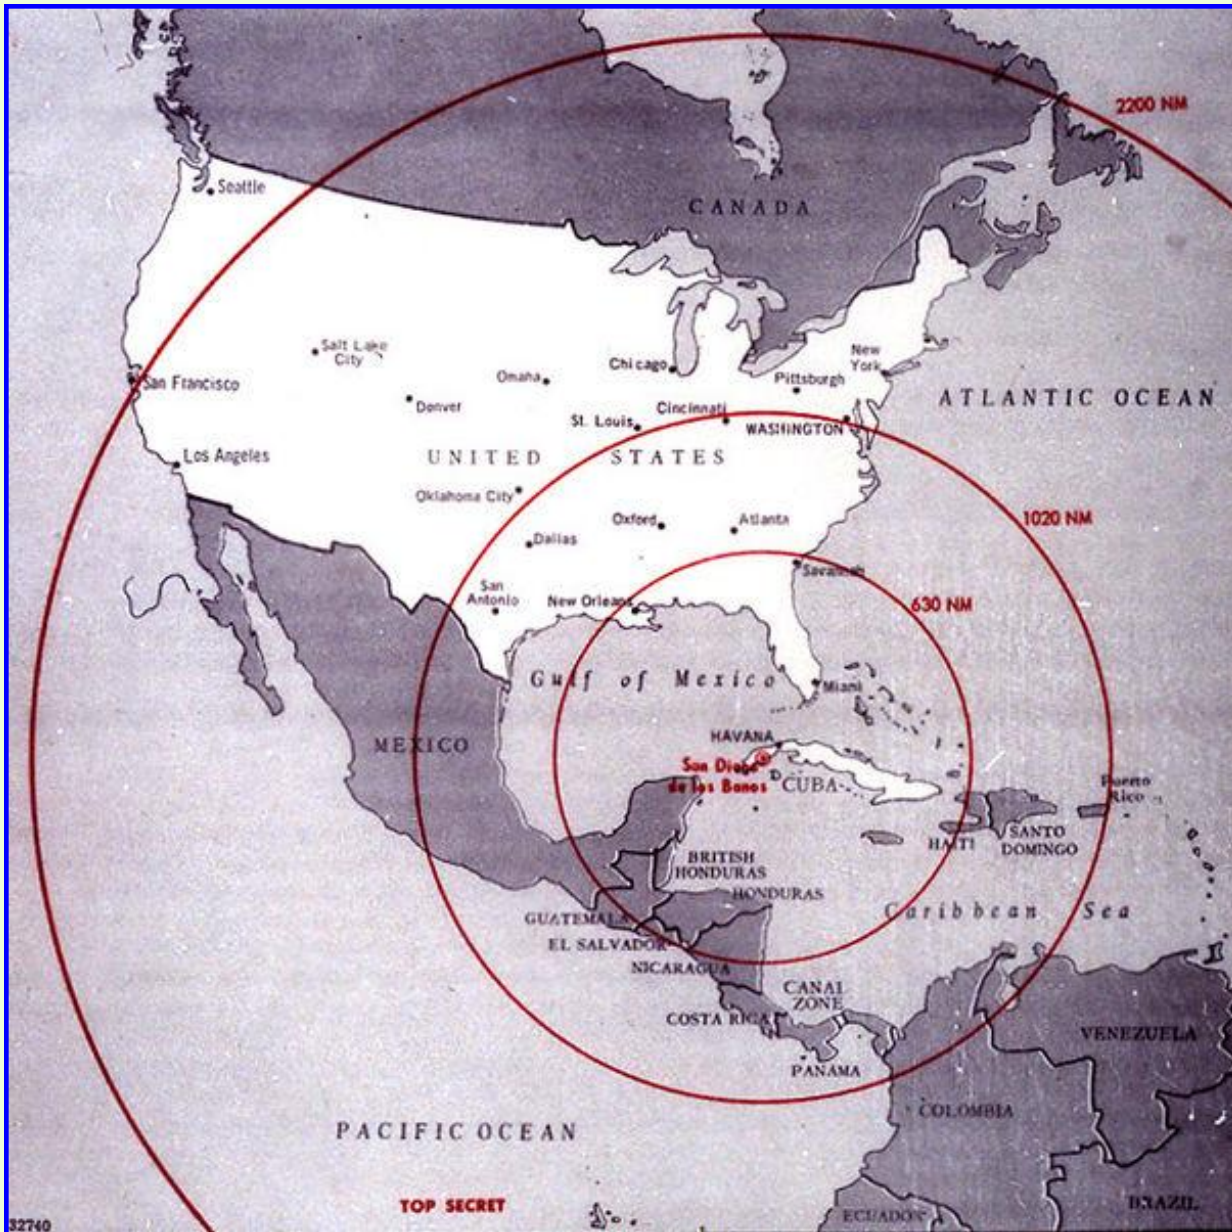 2200 NM
Seattle
CANADA
Salt Lake
City
Chicago
New
York
San Francisco
Omaha
Pittsburgh
ATLANTIC OCEAN
Denver
Cincinnati
St. Louis
WASHINGTON
Los Angeles
UNITED STATES
Oklahoma City
Oxford
Atlanta
1020 NM
Dallas
Savannah
San
Antonio
New Orleans
630 NM
Gulf of Mexico
Miami
HAVANA
MEXICO
San Diego
de los Banos
CUBA
Puerto
Rico
HAITI
SANTO
DOMINGO
BRITISH
HONDURAS
HONDURAS
GUATEMALA
Caribbean Sea
EL SALVADOR
NICARAGUA
CANAL
ZONE
COSTA RICA
VENEZUELA
PANAMA
COLOMBIA
PACIFIC OCEAN
TOP SECRET
BRAZIL
ECUADOR
32740